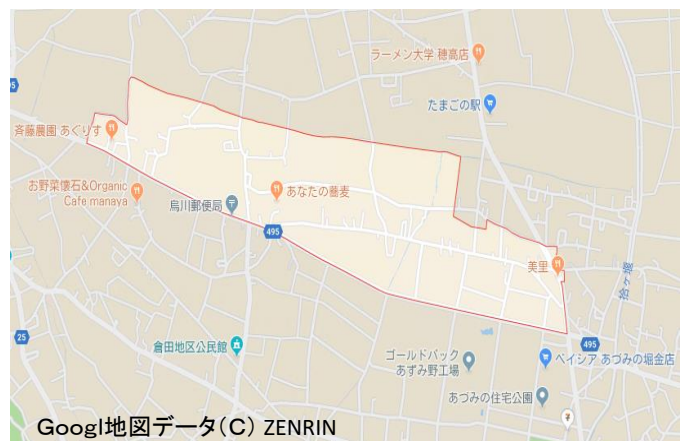 ラーメン大学 穂高店
495
たまごの駅
斉藤農園 あぐりす
お野菜懐石&Organic
Cafe manaya
烏川郵便局
あなたの蕎麦
495
美里
拾ケ堰
25
倉田地区公民館
495
ゴールドパック
あずみ野工場
ベイシア あづみの堀金店
あづみの住宅公園
Googl地図データ(C) ZENRIN